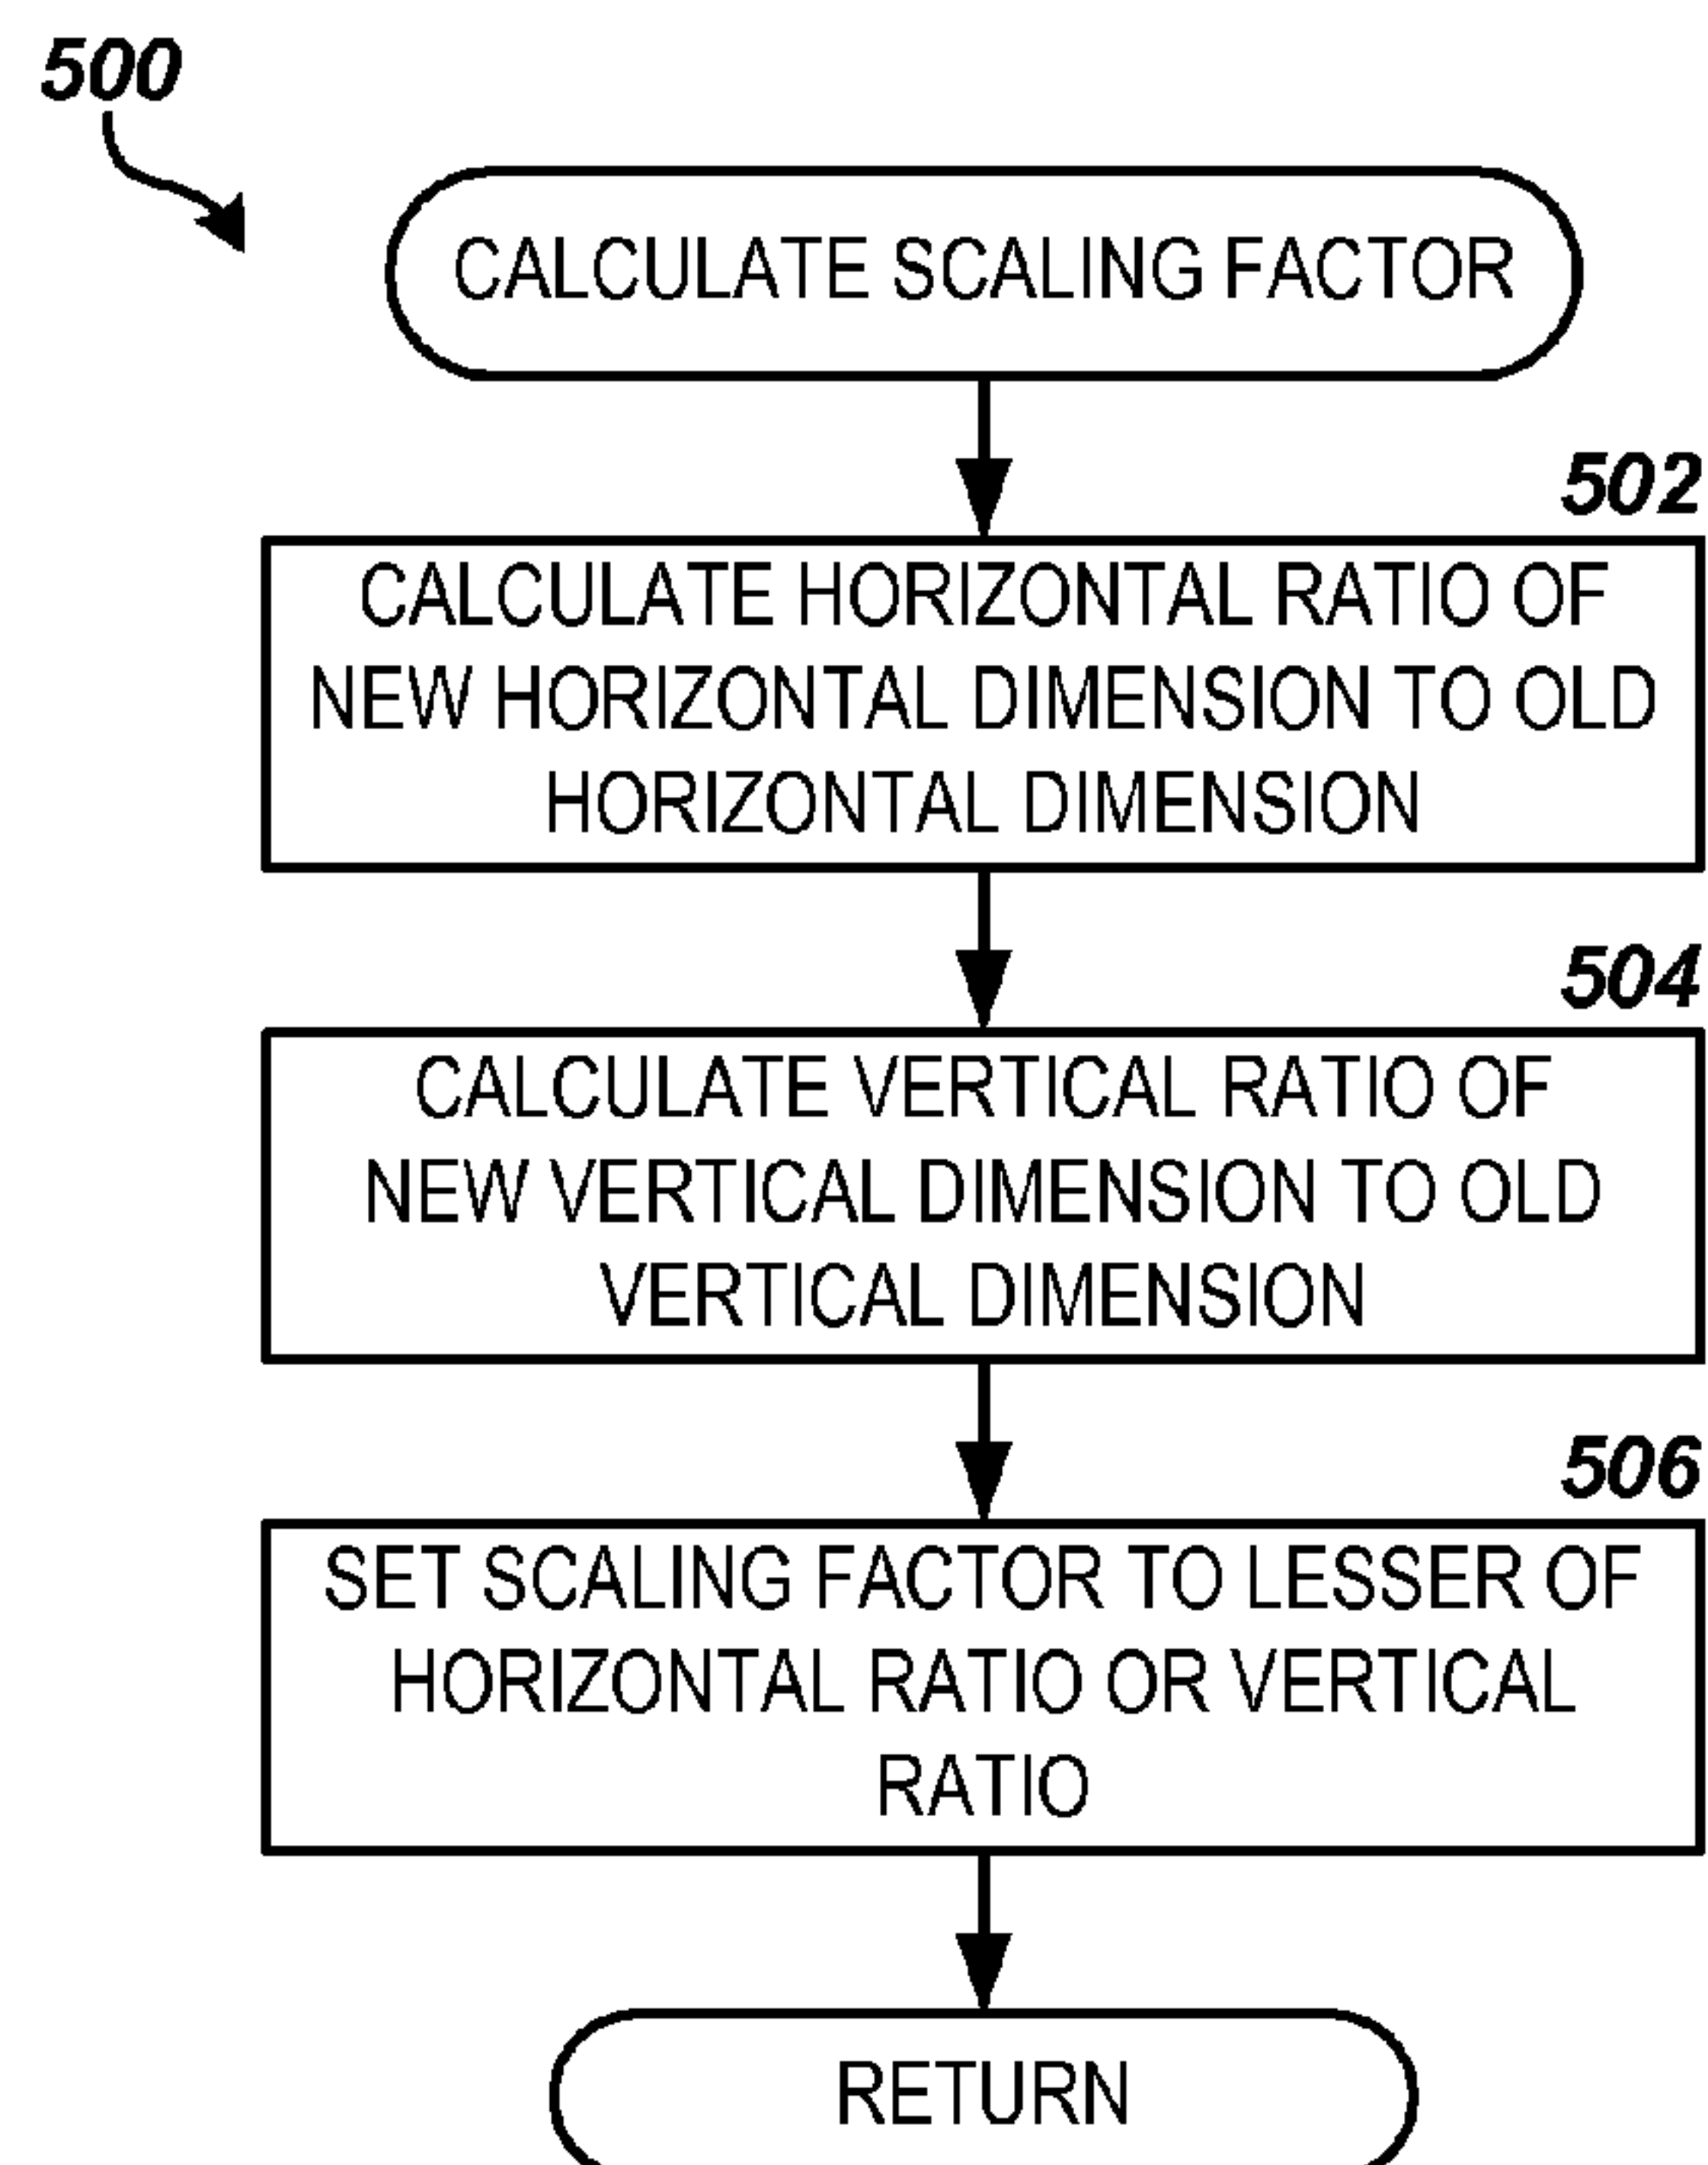 500
CALCULATE SCALING FACTOR
502
CALCULATE HORIZONTAL RATIO OF
NEW HORIZONTAL DIMENSION TO OLD
HORIZONTAL DIMENSION
504
CALCULATE VERTICAL RATIO OF
NEW VERTICAL DIMENSION TO OLD
VERTICAL DIMENSION
506
SET SCALING FACTOR TO LESSER OF
HORIZONTAL RATIO OR VERTICAL
RATIO
RETURN